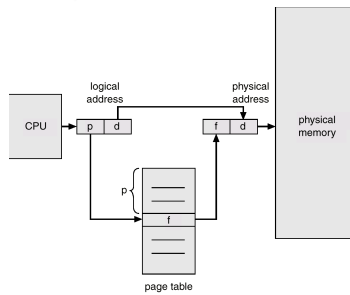 logical
address
physical
address
CPU
p
d
f
d
physical
memory
p
f
page table